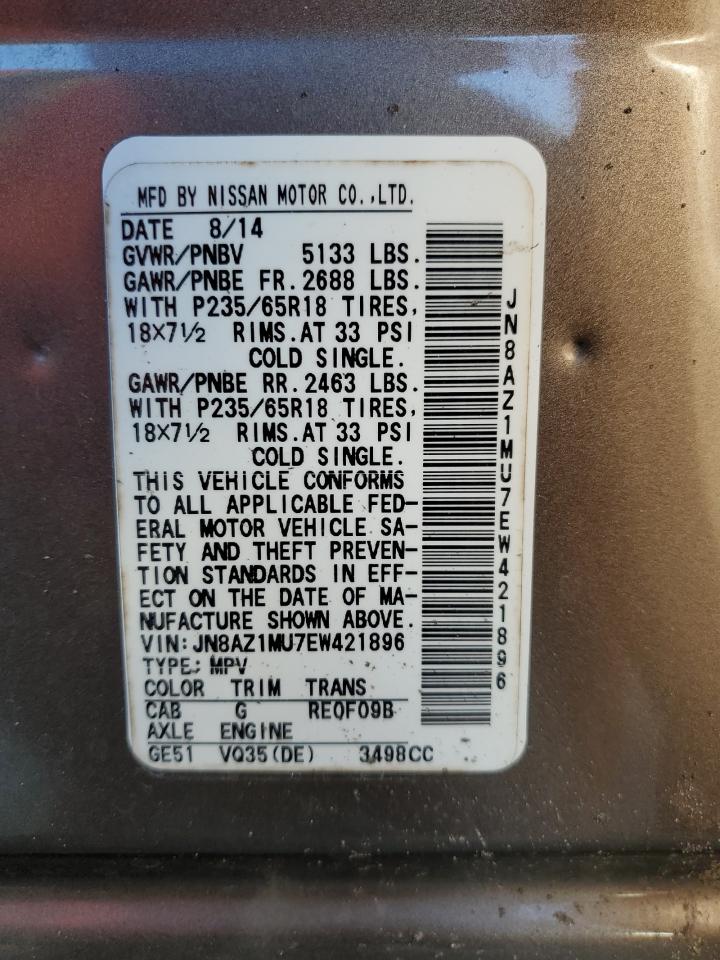 MFD BY NISSAN MOTOR CO.,LTD.
DATE 8/14
GVWR/PNBV 5133 LBS.
GAWR/PNBE FR. 2688 LBS.
WITH P235/65R18 TIRES,
18×7½ RIMS. AT 33 PSI
COLD SINGLE.
GAWR/PNBE RR. 2463 LBS.
WITH P235/65R18 TIRES,
18×7½ RIMS. AT 33 PSI
COLD SINGLE.
THIS VEHICLE CONFORMS
TO ALL APPLICABLE FED-
ERAL MOTOR VEHICLE SA-
FETY AND THEFT PREVEN-
TION STANDARDS IN EFF-
ECT ON THE DATE OF MA-
NUFACTURE SHOWN ABOVE.
VIN: JN8AZ1MU7EW421896
TYPE: MPV
COLOR TRIM TRANS
CAB G RE0F09B
AXLE ENGINE
GE51 VQ35(DE) 3498CC
JN8AZ1MU7EW421896